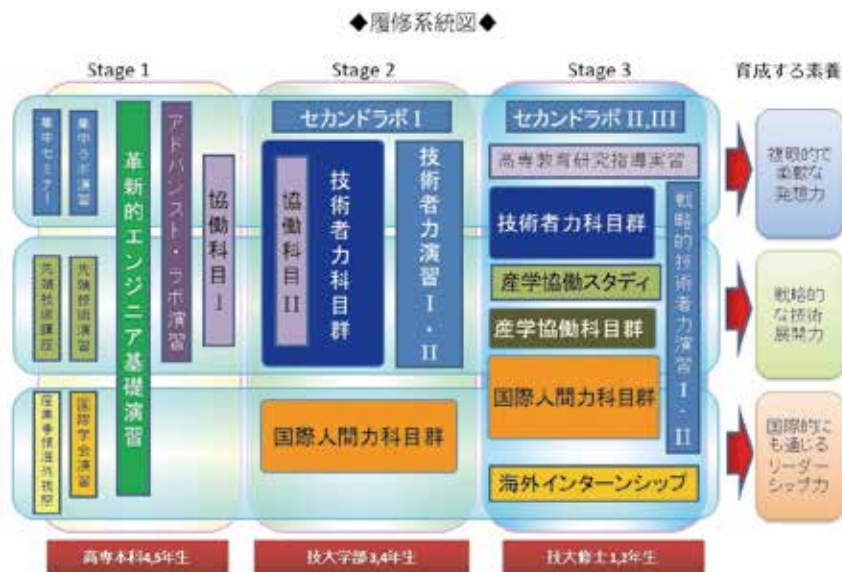 ◆履修系統図◆
Stage 1
Stage 2
Stage 3
育成する素養
集中セミナー
集中ラボ演習
革新的エンジニア基礎演習
アドバンスト・ラボ演習
協働科目 I
先端技術講座
先端技術演習
国際学会演習
セカンドラボ I
協働科目 II
技術者力科目群
技術者力演習 I・II
国際人間力科目群
セカンドラボ II,III
高専教育研究指導実習
技術者力科目群
産学協働スタディ
産学協働科目群
国際人間力科目群
海外インターンシップ
戦略的技術者力演習 I・II
複眼的で
柔軟な
発想力
戦略的
な技術
展開力
国際的に
も通じる
リーダー
シップ力
高専本科4,5年生
技大学部3,4年生
技大修士1,2年生